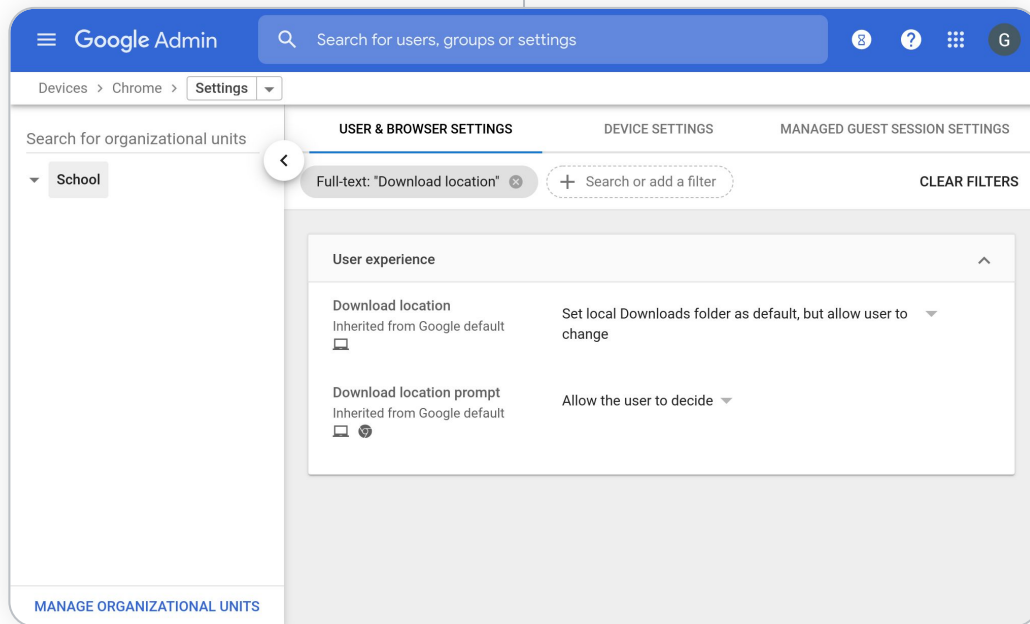 Google Admin
Search for users, groups or settings
G
Devices > Chrome > Settings
Search for organizational units
School
USER & BROWSER SETTINGS
DEVICE SETTINGS
MANAGED GUEST SESSION SETTINGS
Full-text: "Download location"
Search or add a filter
CLEAR FILTERS
User experience
Download location
Inherited from Google default
Set local Downloads folder as default, but allow user to
change
Download location prompt
Inherited from Google default
Allow the user to decide
MANAGE ORGANIZATIONAL UNITS